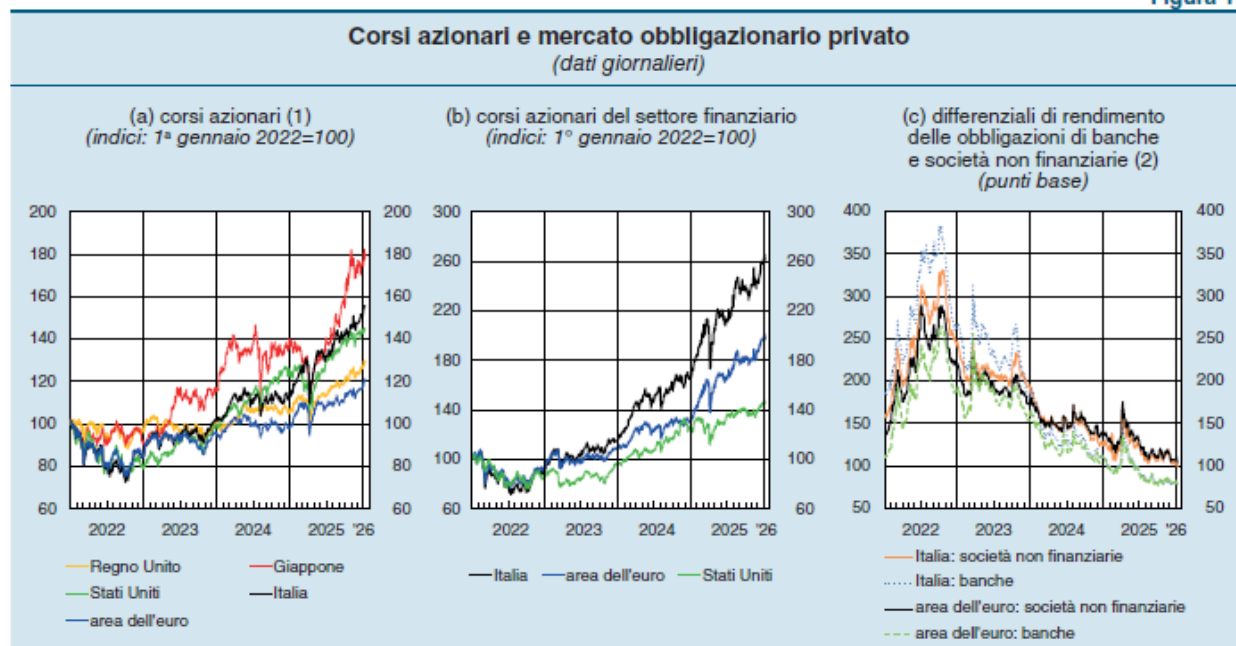 Corsi azionari e mercato obbligazionario privato
(dati giornalieri)
(a) corsi azionari (1)
(indici: 1ª gennaio 2022=100)
200 200
180 180
160 160
140 140
120 120
100 100
80 80
60 60
2022 2023 2024 2025 '26
Regno Unito Giappone
Stati Uniti Italia
area dell'euro
(b) corsi azionari del settore finanziario
(indici: 1° gennaio 2022=100)
300 300
260 260
220 220
180 180
140 140
100 100
60 60
2022 2023 2024 2025 '26
Italia area dell'euro Stati Uniti
(c) differenziali di rendimento
delle obbligazioni di banche
e società non finanziarie (2)
(punti base)
400 400
350 350
300 300
250 250
200 200
150 150
100 100
50 50
2022 2023 2024 2025 '26
Italia: società non finanziarie
Italia: banche
area dell'euro: società non finanziarie
area dell'euro: banche